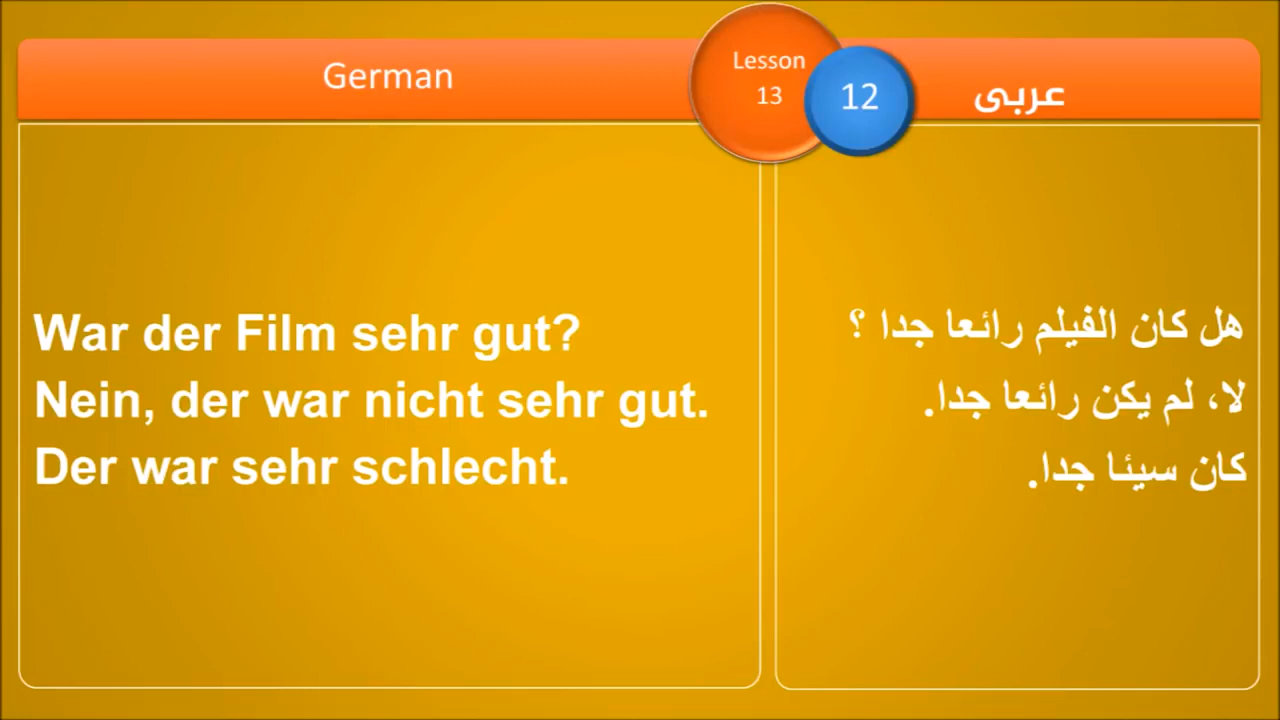 German
Lesson
13
12
عربى
War der Film sehr gut?
Nein, der war nicht sehr gut.
Der war sehr schlecht.
هل كان الفيلم رائعا جدا ؟
لا، لم يكن رائعا جدا.
كان سيئا جدا.